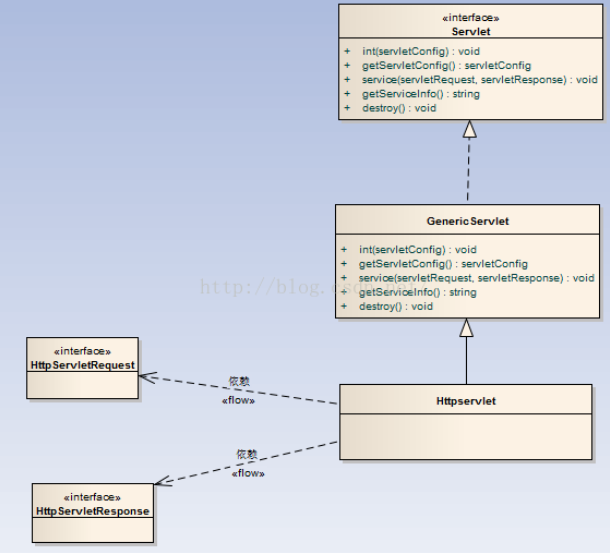 «interface»
Servlet
+ int(servletConfig) : void
+ getServletConfig() : servletConfig
+ service(servletRequest, servletResponse) : void
+ getServiceInfo() : string
+ destroy() : void
GenericServlet
+ int(servletConfig) : void
+ getServletConfig() : servletConfig
+ service(servletRequest, servletResponse) : void
+ getServiceInfo() : string
+ destroy() : void
http://blog.csdn.net/
«interface»
HttpServletRequest
依赖
«flow»
Httpservlet
依赖
«flow»
«interface»
HttpServletResponse